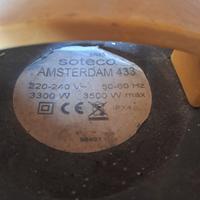 soteco
AMSTERDAM 433
220-240 V~ 50-60 Hz
3300 W 3500 W max
IPX4